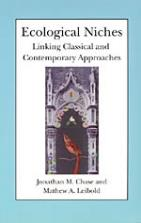 Ecological Niches
Linking Classical and
Contemporary Approaches
Jonathan M. Chase and
Mathew A. Leibold